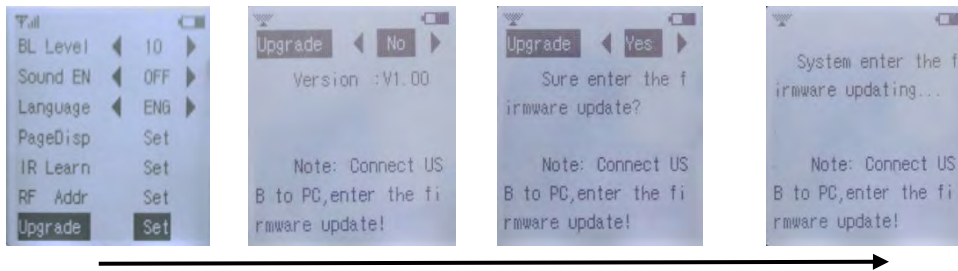 BL Level 10
Sound EN OFF
Language ENG
PageDisp Set
IR Learn Set
RF Addr Set
Upgrade Set
Upgrade No
Version :V1.00
Note: Connect US
B to PC,enter the fi
rmware update!
Upgrade Yes
Sure enter the f
irmware update?
Note: Connect US
B to PC,enter the fi
rmware update!
System enter the f
irmware updating...
Note: Connect US
B to PC,enter the fi
rmware update!